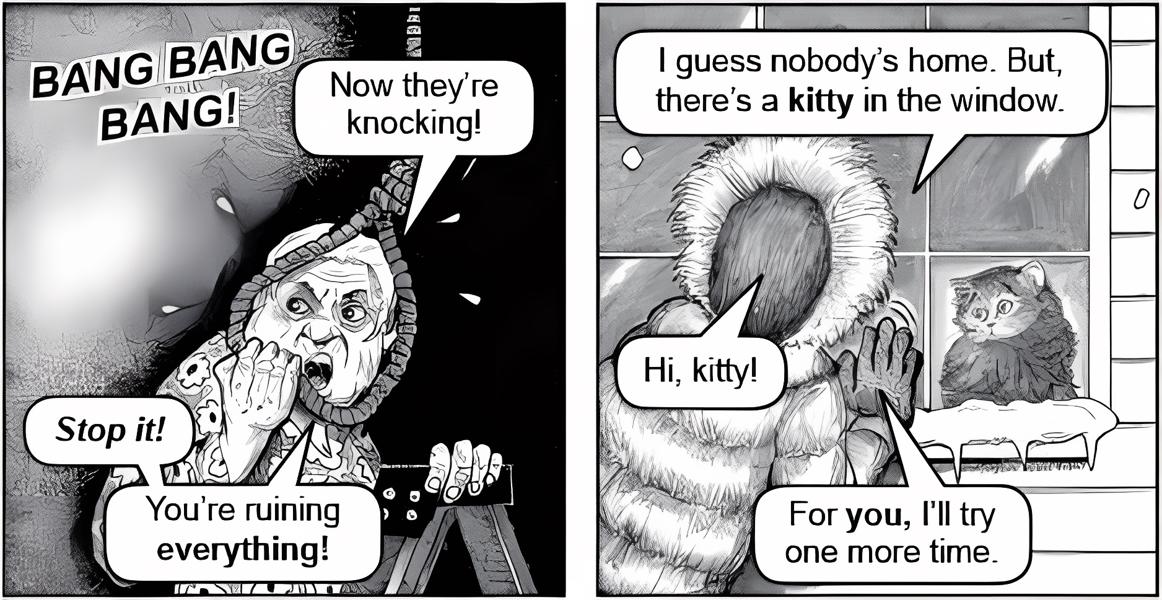 BANG BANG
BANG!
Now they're
knocking!
Stop it!
You're ruining
everything!
I guess nobody's home. But,
there's a kitty in the window.
Hi, kitty!
For you, I'll try
one more time.